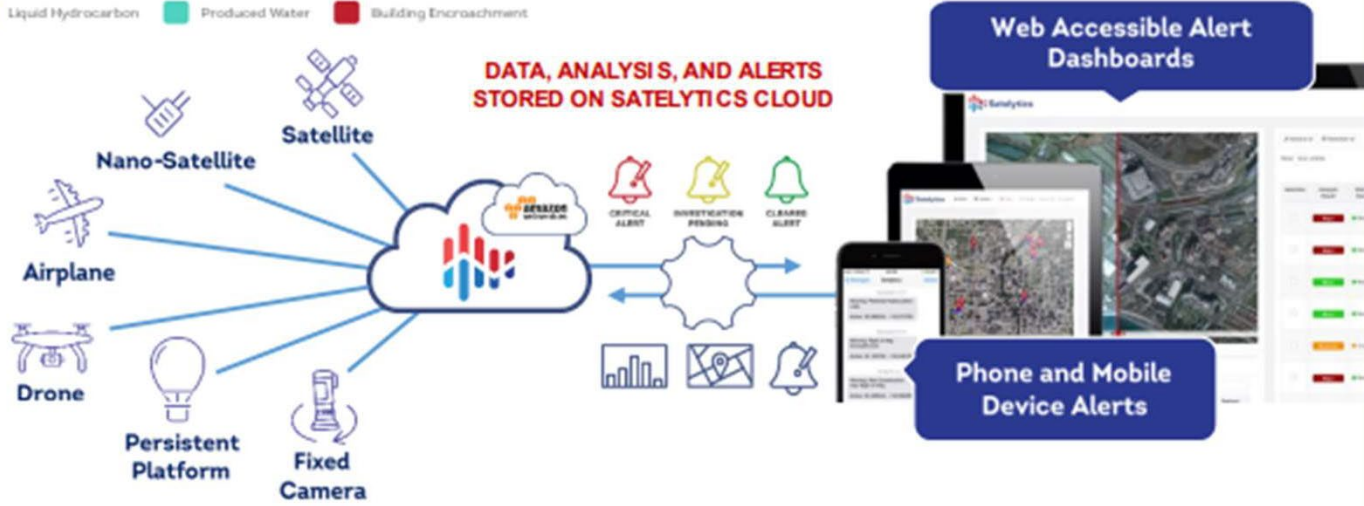 Liquid Hydrocarbon
Produced Water
Building Encroachment
DATA, ANALYSIS, AND ALERTS
STORED ON SATELYTICS CLOUD
Web Accessible Alert
Dashboards
Satellite
Nano-Satellite
Airplane
Drone
Persistent
Platform
Fixed
Camera
amazon
CRITICAL
ALERT
INVESTIGATION
PENDING
CLEARED
ALERT
Satelytics
Satelytics
Phone and Mobile
Device Alerts